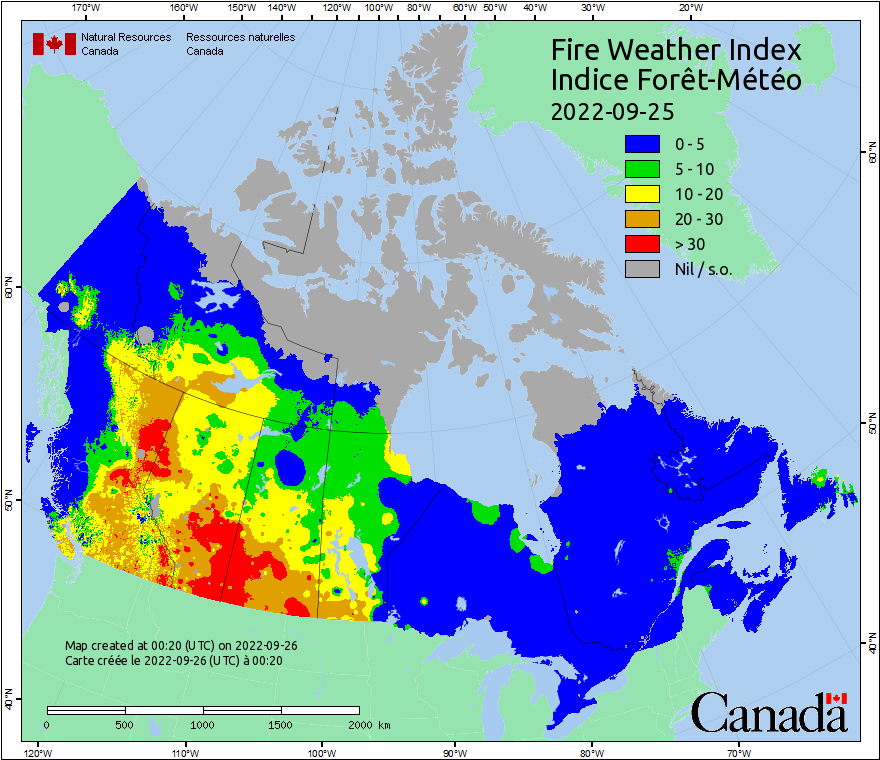 170°W 160°W 150°W 140°W 130°W 120°W 110°W 100°W 90°W 80°W 70°W 60°W 50°W 40°W 30°W 20°W
Natural Resources Canada
Ressources naturelles Canada
Fire Weather Index
Indice Forêt-Météo
2022-09-25
0 - 5
5 - 10
10 - 20
20 - 30
> 30
Nil / s.o.
60°N
50°N
40°N
60°N
50°N
40°N
Map created at 00:20 (UTC) on 2022-09-26
Carte créée le 2022-09-26 (UTC) à 00:20
0 500 1000 1500 2000 km
Canada
120°W 110°W 100°W 90°W 80°W 70°W